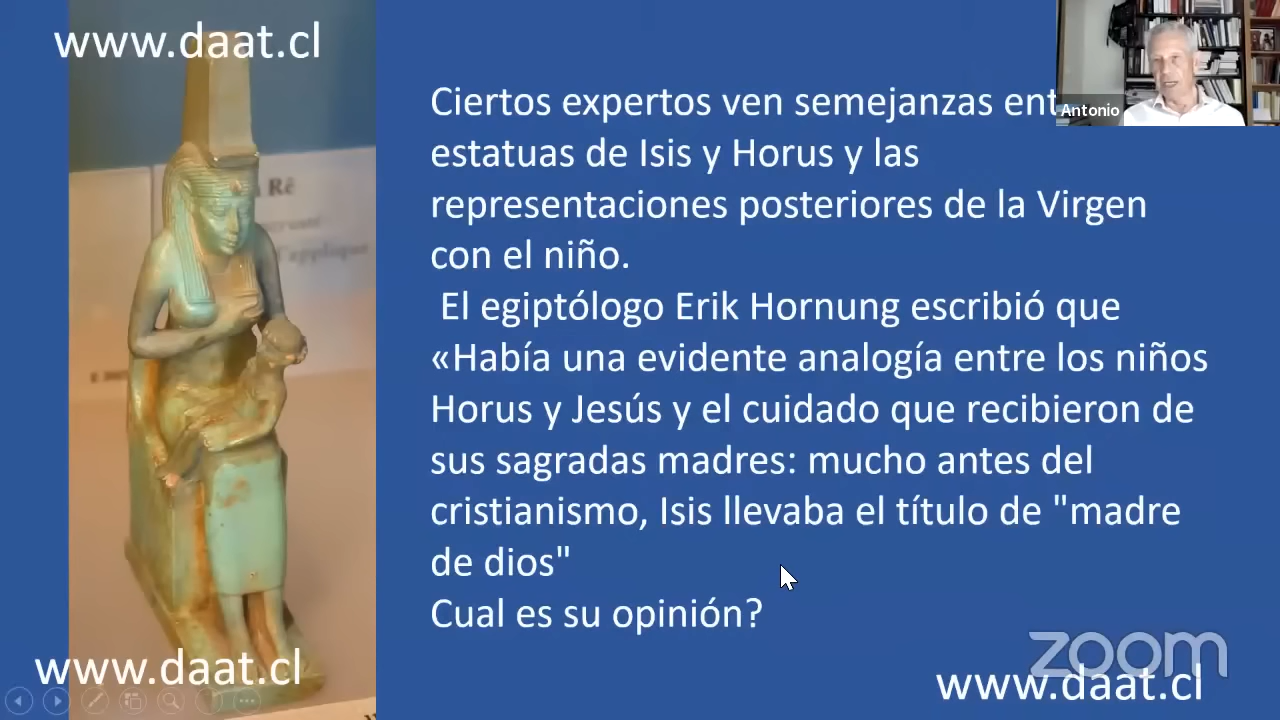 www.daat.cl
Antonio
Ciertos expertos ven semejanzas ent
estatuas de Isis y Horus y las
representaciones posteriores de la Virgen
con el niño.
El egiptólogo Erik Hornung escribió que
«Había una evidente analogía entre los niños
Horus y Jesús y el cuidado que recibieron de
sus sagradas madres: mucho antes del
cristianismo, Isis llevaba el título de "madre
de dios"
Cual es su opinión?
Rê
l'applique
zoom
www.daat.cl
www.daat.cl